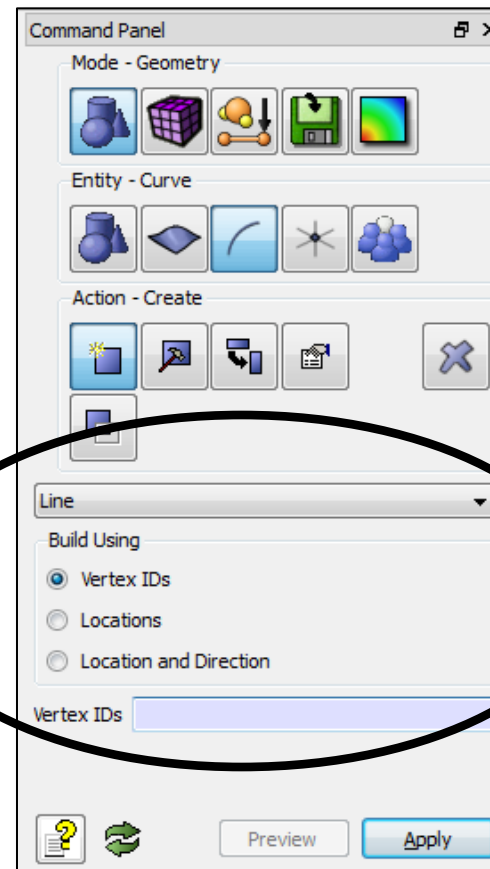 Command Panel
Mode - Geometry
Entity - Curve
Action - Create
Line
Build Using
Vertex IDs
Locations
Location and Direction
Vertex IDs
Preview Apply